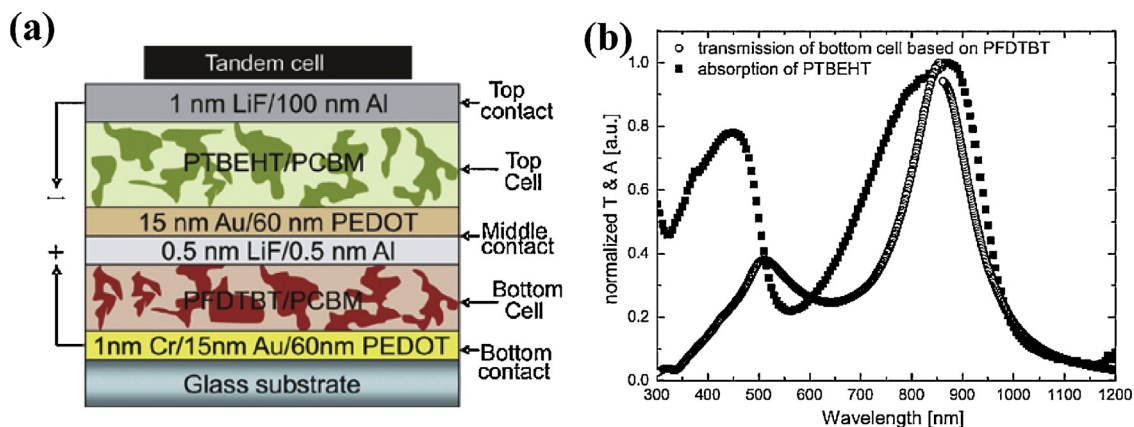 (a)
Tandem cell
1 nm LiF/100 nm Al
PTBEHT/PCBM
15 nm Au/60 nm PEDOT
0.5 nm LiF/0.5 nm Al
PFDTBT/PCBM
1nm Cr/15nm Au/60nm PEDOT
Glass substrate
Top
contact
Top
Cell
Middle
contact
Bottom
Cell
Bottom
contact
+
(b)
transmission of bottom cell based on PFDTBT
absorption of PTBEHT
normalized T & A [a.u.]
1.0
0.8
0.6
0.4
0.2
0.0
300 400 500 600 700 800 900 1000 1100 1200
Wavelength [nm]